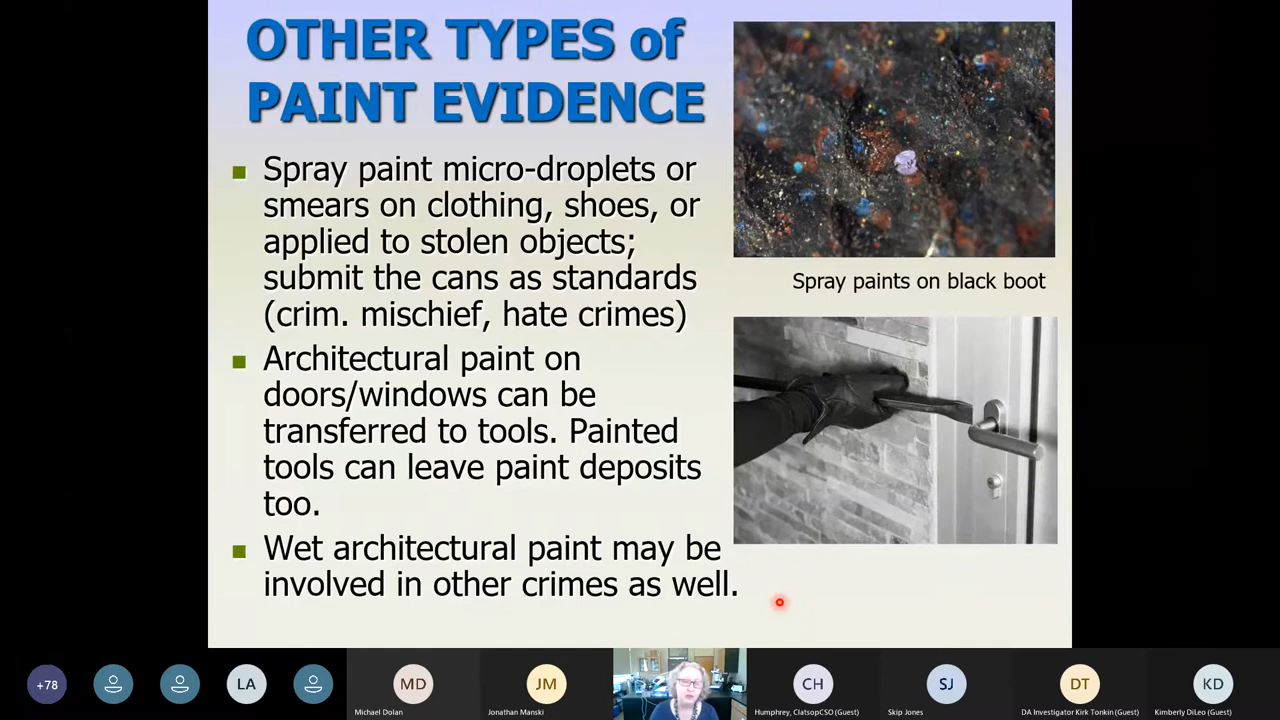 OTHER TYPES of
PAINT EVIDENCE
Spray paint micro-droplets or
smears on clothing, shoes, or
applied to stolen objects;
submit the cans as standards
(crim. mischief, hate crimes)
Architectural paint on
doors/windows can be
transferred to tools. Painted
tools can leave paint deposits
too.
Wet architectural paint may be
involved in other crimes as well.
Spray paints on black boot
+78
LA
MD
JM
CH
SJ
DT
KD
Michael Dolan
Jonathan Manski
Humphrey, ClatsopCSO (Guest)
Skip Jones
DA Investigator Kirk Tonkin (Guest)
Kimberly DiLeo (Guest)